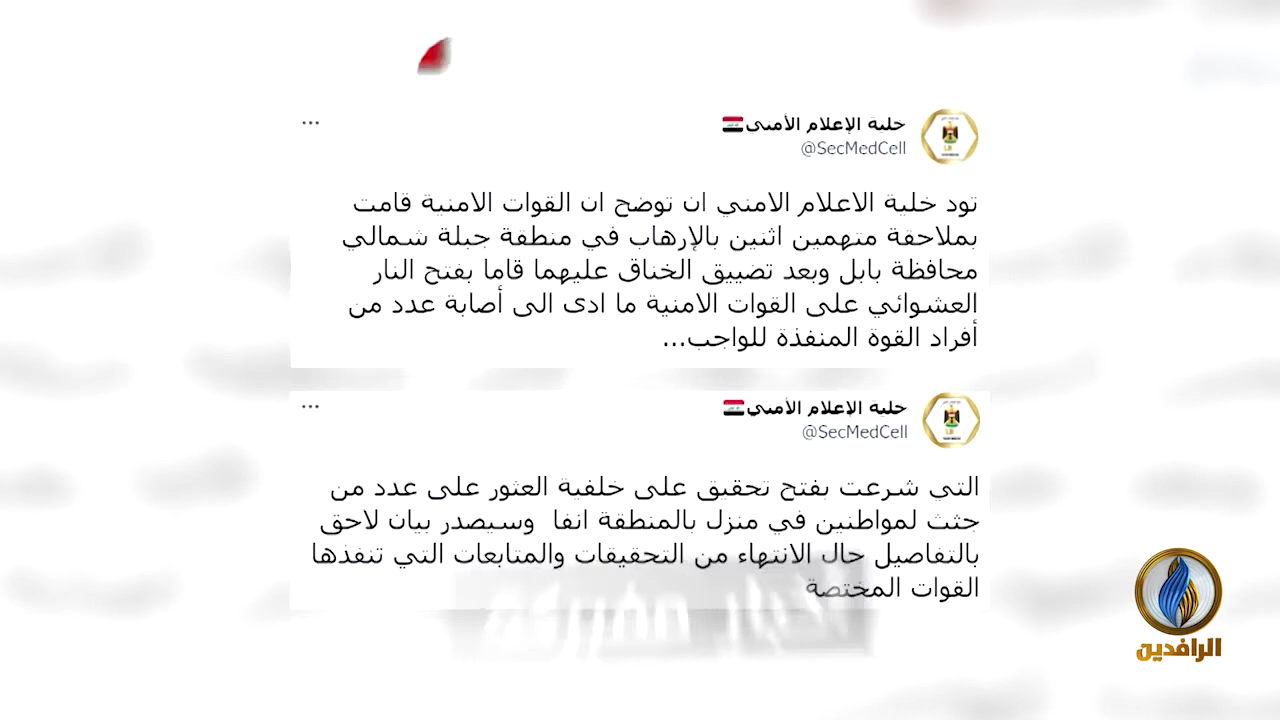 خلية الإعلام الأمني
@SecMedCell
تود خلية الاعلام الامني ان توضح ان القوات الامنية قامت
بملاحقة متهمين اثنين بالإرهاب في منطقة جبلة شمالي
محافظة بابل وبعد تضييق الخناق عليهما قاما بفتح النار
العشوائي على القوات الامنية ما ادى الى أصابة عدد من
أفراد القوة المنفذة للواجب...
خلية الإعلام الأمني
@SecMedCell
التي شرعت بفتح تحقيق على خلفية العثور على عدد من
جثث لمواطنين في منزل بالمنطقة انفا وسيصدر بيان لاحق
بالتفاصيل حال الانتهاء من التحقيقات والمتابعات التي تنفذها
القوات المختصة
الرافدين